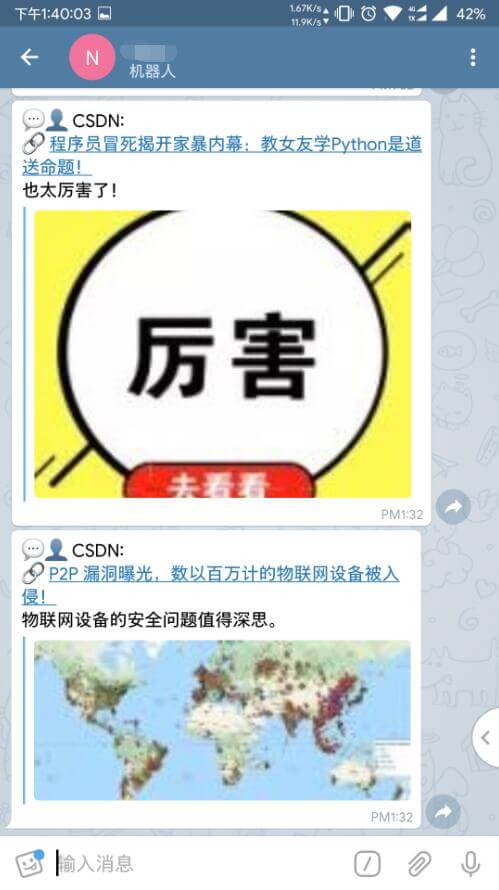 下午1:40:03
1.67K/s
11.9K/s
4G
1X
42%
N
机器人
CSDN:
程序员冒死揭开家暴内幕：教女友学Python是道
送命题！
也太厉害了！
厉害
去看看
PM1:32
CSDN:
P2P 漏洞曝光，数以百万计的物联网设备被入
侵！
物联网设备的安全问题值得深思。
PM1:32
输入消息